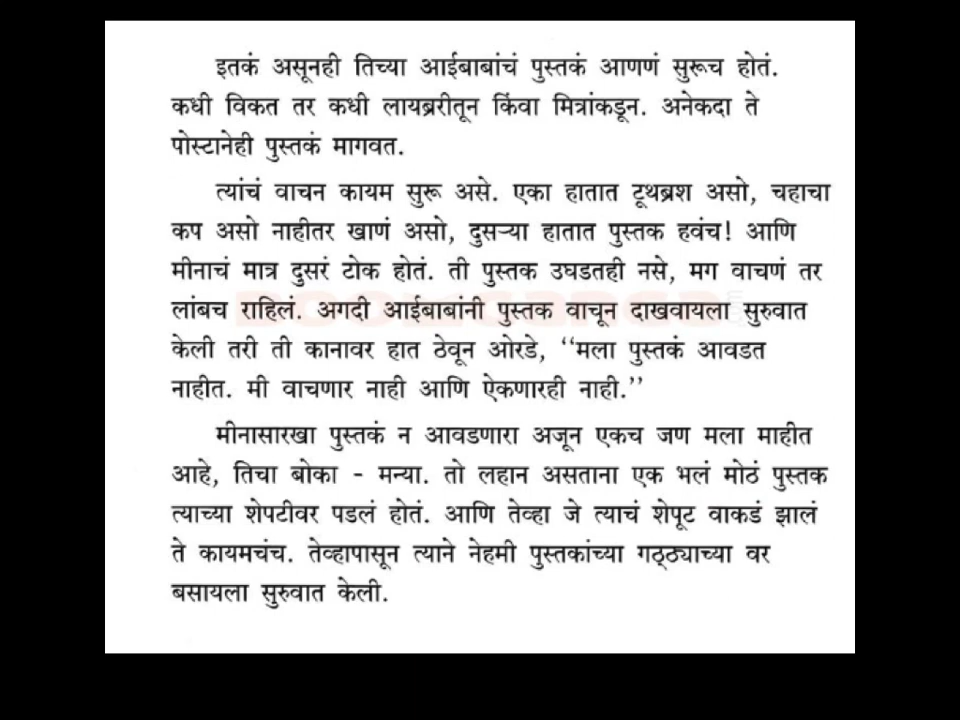 इतकं असूनही तिच्या आईबाबांचं पुस्तकं आणणं सुरूच होतं.
कधी विकत तर कधी लायब्ररीतून किंवा मित्रांकडून. अनेकदा ते
पोस्टानेही पुस्तकं मागवत.
त्यांचं वाचन कायम सुरू असे. एका हातात टूथब्रश असो, चहाचा
कप असो नाहीतर खाणं असो, दुसऱ्या हातात पुस्तक हवंच! आणि
मीनाचं मात्र दुसरं टोक होतं. ती पुस्तक उघडतही नसे, मग वाचणं तर
लांबच राहिलं. अगदी आईबाबांनी पुस्तक वाचून दाखवायला सुरुवात
केली तरी ती कानावर हात ठेवून ओरडे, ‘‘मला पुस्तकं आवडत
नाहीत. मी वाचणार नाही आणि ऐकणारही नाही.’’
मीनासारखा पुस्तकं न आवडणारा अजून एकच जण मला माहीत
आहे, तिचा बोका - मन्या. तो लहान असताना एक भलं मोठं पुस्तक
त्याच्या शेपटीवर पडलं होतं. आणि तेव्हा जे त्याचं शेपूट वाकडं झालं
ते कायमचंच. तेव्हापासून त्याने नेहमी पुस्तकांच्या गठ्ठ्याच्या वर
बसायला सुरुवात केली.